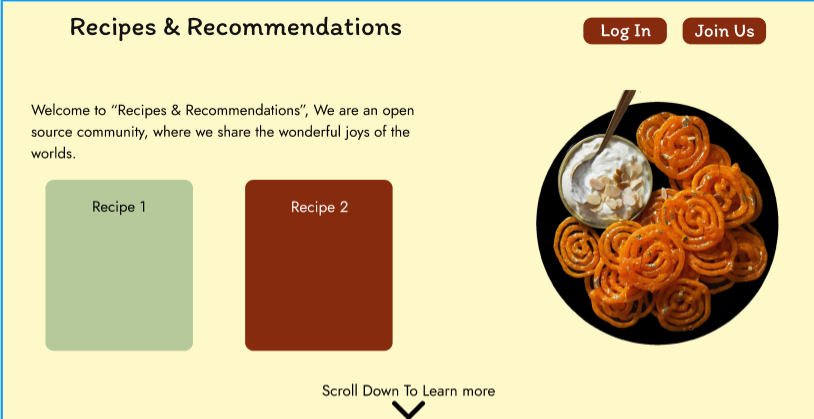 Recipes & Recommendations
Log In
Join Us
Welcome to “Recipes & Recommendations”, We are an open
source community, where we share the wonderful joys of the
worlds.
Recipe 1
Recipe 2
Scroll Down To Learn more